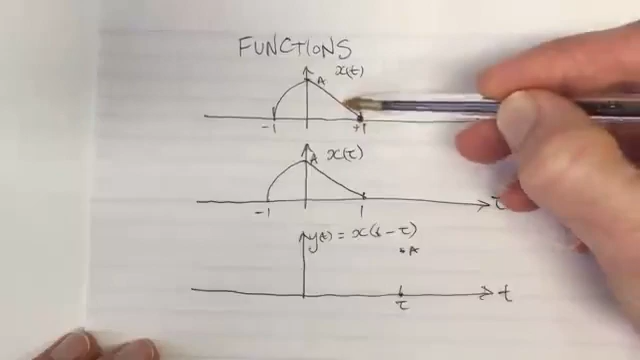 FUNCTIONS
A x(t)
-1 +1
A x(τ)
-1 1 τ
y(t) = x(t-τ)
A
t
τ